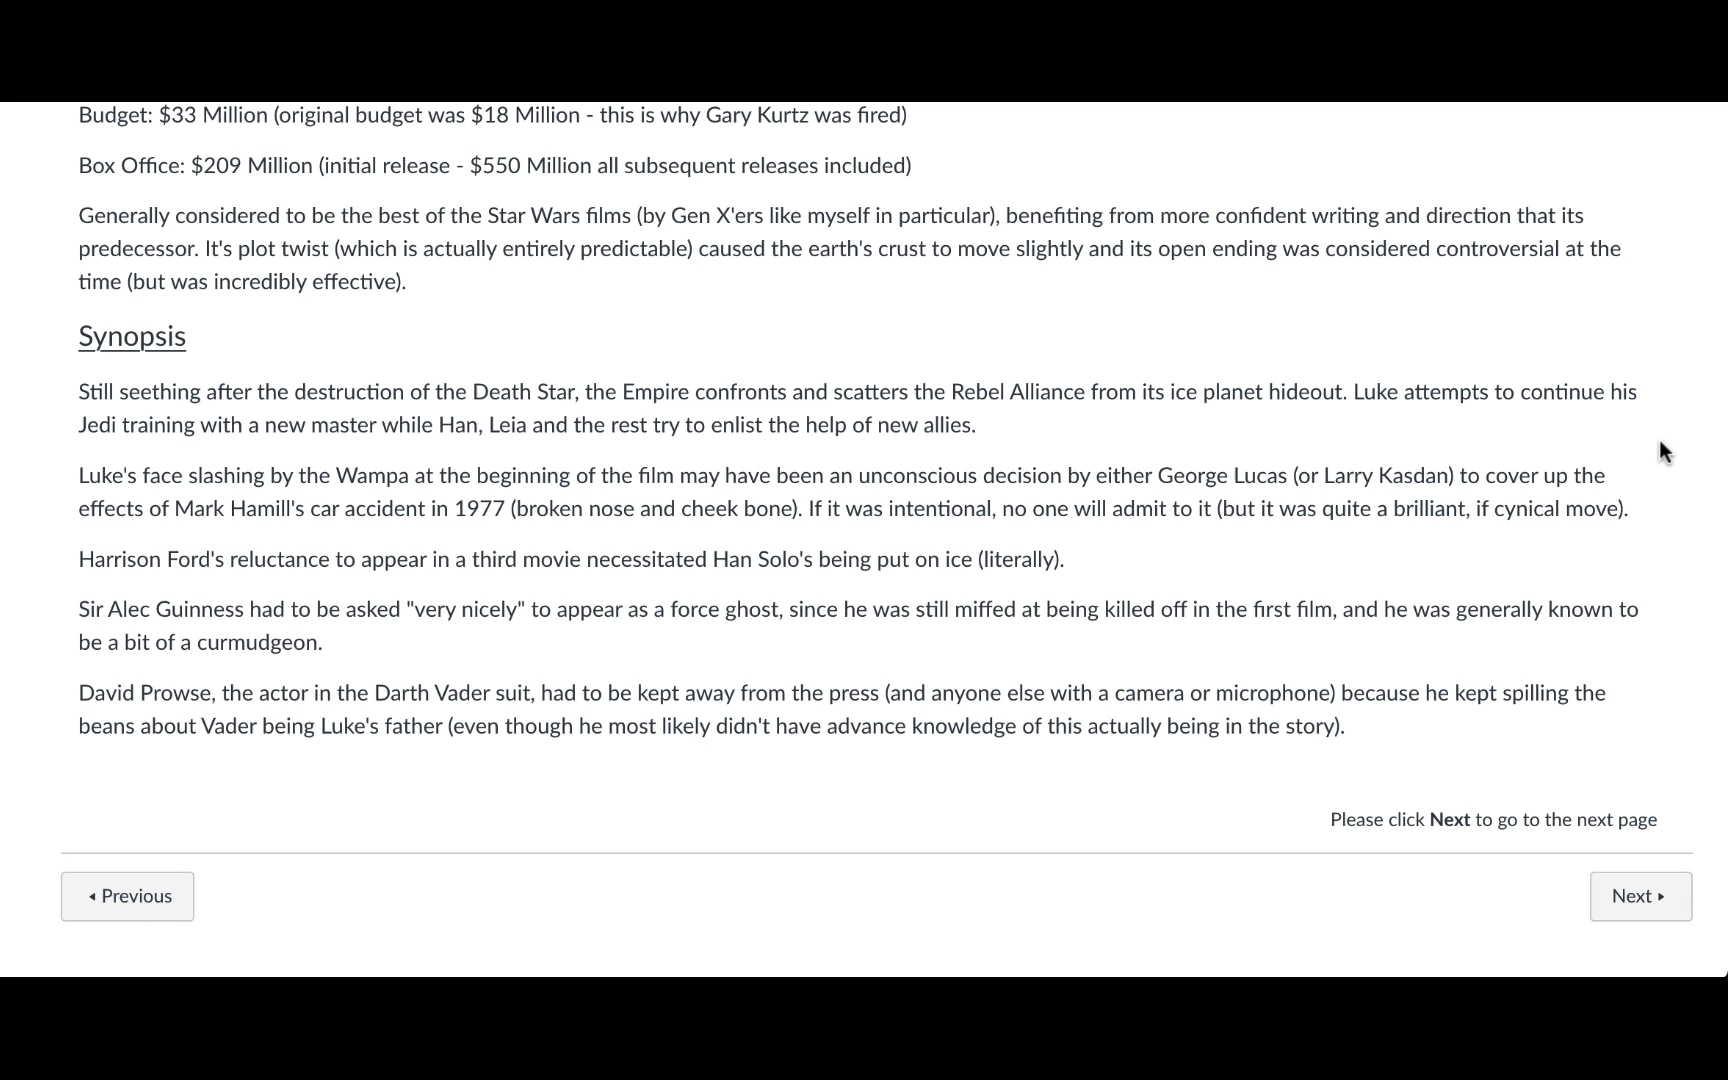 Budget: $33 Million (original budget was $18 Million - this is why Gary Kurtz was fired)
Box Office: $209 Million (initial release - $550 Million all subsequent releases included)
Generally considered to be the best of the Star Wars films (by Gen X'ers like myself in particular), benefiting from more confident writing and direction that its
predecessor. It's plot twist (which is actually entirely predictable) caused the earth's crust to move slightly and its open ending was considered controversial at the
time (but was incredibly effective).
Synopsis
Still seething after the destruction of the Death Star, the Empire confronts and scatters the Rebel Alliance from its ice planet hideout. Luke attempts to continue his
Jedi training with a new master while Han, Leia and the rest try to enlist the help of new allies.
Luke's face slashing by the Wampa at the beginning of the film may have been an unconscious decision by either George Lucas (or Larry Kasdan) to cover up the
effects of Mark Hamill's car accident in 1977 (broken nose and cheek bone). If it was intentional, no one will admit to it (but it was quite a brilliant, if cynical move).
Harrison Ford's reluctance to appear in a third movie necessitated Han Solo's being put on ice (literally).
Sir Alec Guinness had to be asked "very nicely" to appear as a force ghost, since he was still miffed at being killed off in the first film, and he was generally known to
be a bit of a curmudgeon.
David Prowse, the actor in the Darth Vader suit, had to be kept away from the press (and anyone else with a camera or microphone) because he kept spilling the
beans about Vader being Luke's father (even though he most likely didn't have advance knowledge of this actually being in the story).
Please click Next to go to the next page
◂ Previous
Next ▸